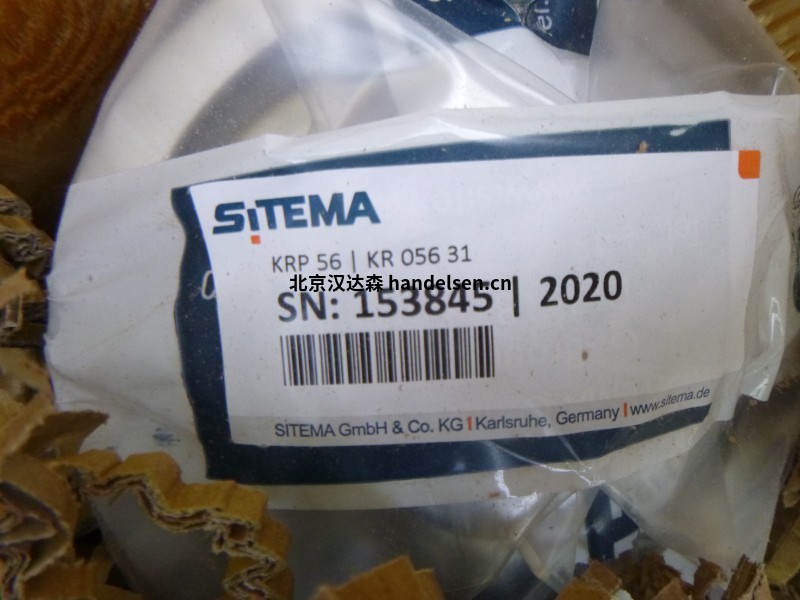 SITEMA
KRP 56 | KR 056 31
北京汉达森 handelsen.cn
SN: 153845 | 2020
SITEMA GmbH & Co. KG | Karlsruhe, Germany | www.sitema.de